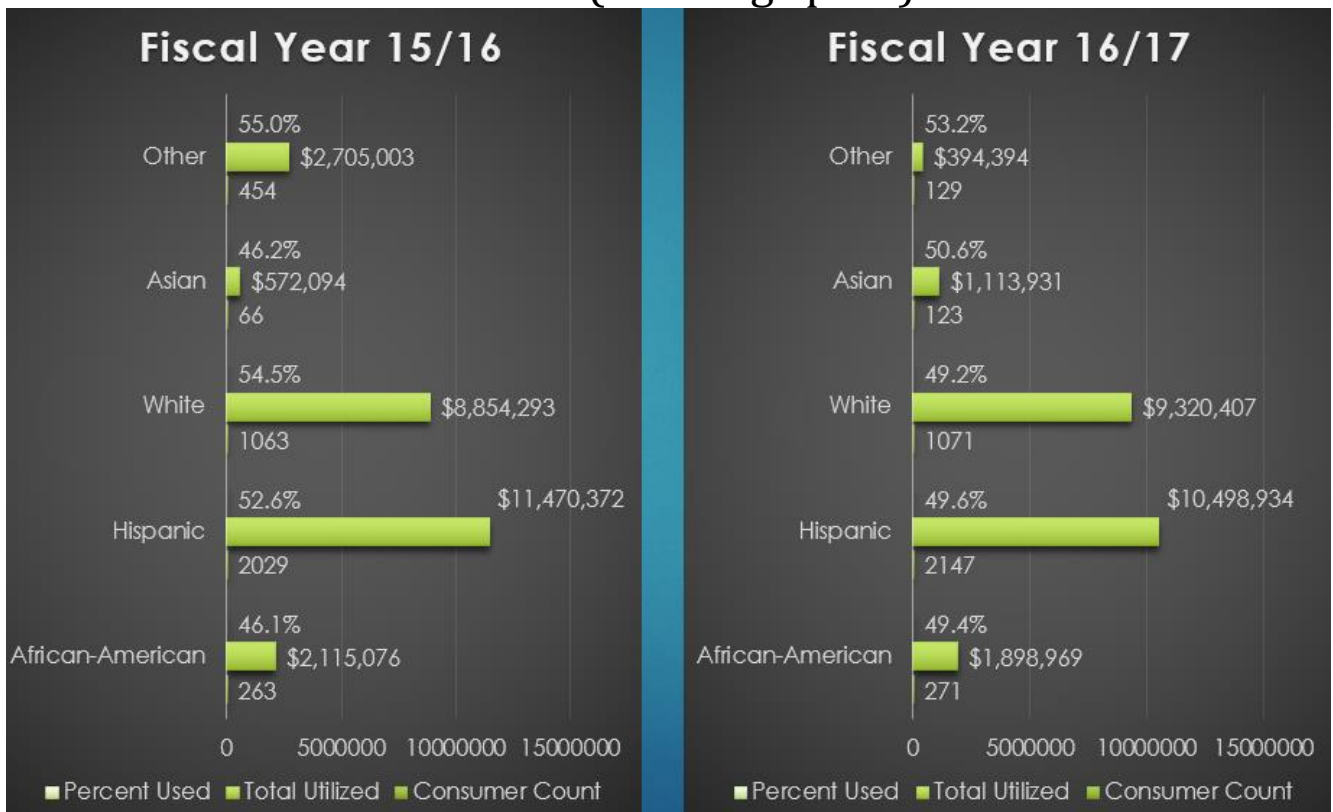 Fiscal Year 15/16
55.0%
Other $2,705,003
454
46.2%
Asian $572,094
66
54.5%
White $8,854,293
1063
52.6% $11,470,372
Hispanic
2029
46.1%
African-American $2,115,076
263
0 5000000 10000000 15000000
Percent Used Total Utilized Consumer Count
Fiscal Year 16/17
53.2%
Other $394,394
129
50.6%
Asian $1,113,931
123
49.2%
White $9,320,407
1071
49.6% $10,498,934
Hispanic
2147
49.4%
African-American $1,898,969
271
0 5000000 10000000 15000000
Percent Used Total Utilized Consumer Count